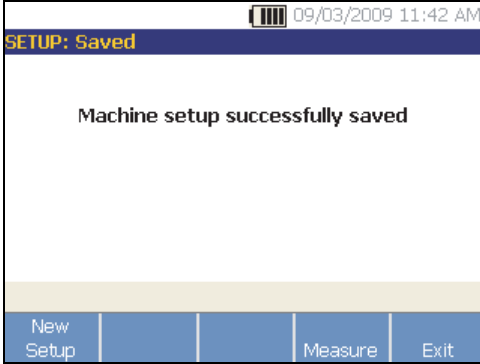 09/03/2009 11:42 AM
SETUP: Saved
Machine setup successfully saved
New
Setup
Measure
Exit